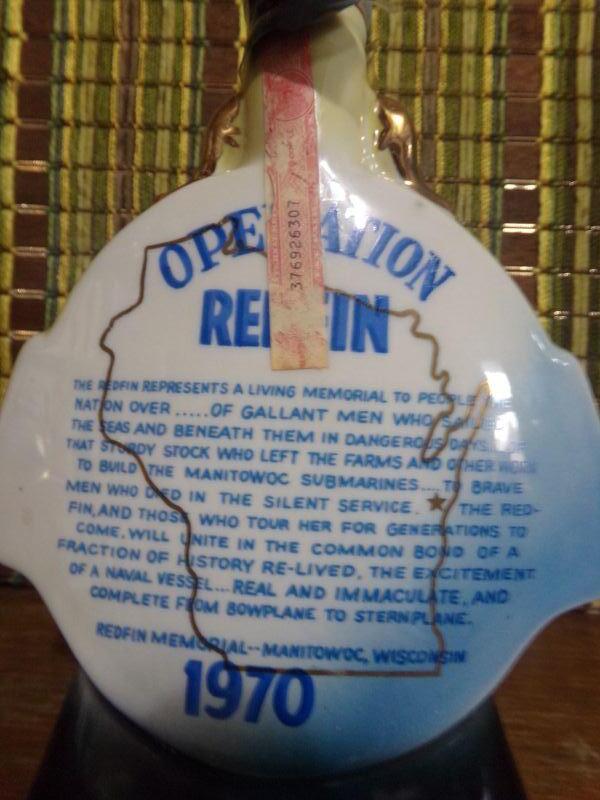 OPERATION
REDFIN
376926307
THE REDFIN REPRESENTS A LIVING MEMORIAL TO PEOPLE THE
NATION OVER.....OF GALLANT MEN WHO SAILED
THE SEAS AND BENEATH THEM IN DANGEROUS DAYS...OF
THAT STURDY STOCK WHO LEFT THE FARMS AND OTHER WORK
TO BUILD THE MANITOWOC SUBMARINES....TO BRAVE
MEN WHO DIED IN THE SILENT SERVICE. THE RED-
FIN, AND THOSE WHO TOUR HER FOR GENERATIONS TO
COME, WILL UNITE IN THE COMMON BOND OF A
FRACTION OF HISTORY RE-LIVED, THE EXCITEMENT
OF A NAVAL VESSEL...REAL AND IMMACULATE, AND
COMPLETE FROM BOWPLANE TO STERNPLANE.
REDFIN MEMORIAL--MANITOWOC, WISCONSIN
1970